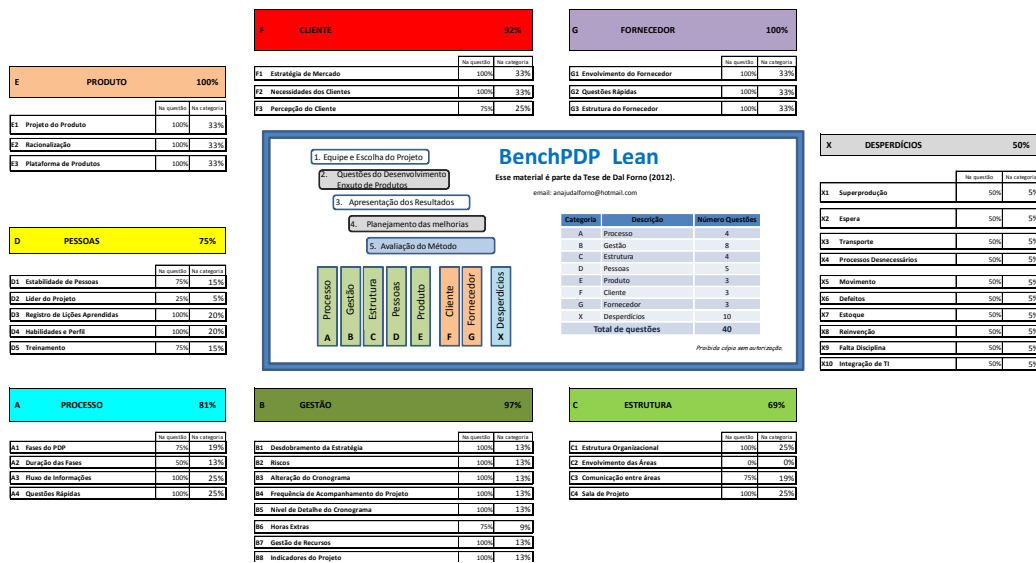 F CLIENTE 92%
Na questão Na categoria
F1 Estratégia de Mercado 100% 33%
F2 Necessidades dos Clientes 100% 33%
F3 Percepção do Cliente 75% 25%
G FORNECEDOR 100%
Na questão Na categoria
G1 Envolvimento do Fornecedor 100% 33%
G2 Questões Rápidas 100% 33%
G3 Estrutura do Fornecedor 100% 33%
E PRODUTO 100%
Na questão Na categoria
E1 Projeto do Produto 100% 33%
E2 Racionalização 100% 33%
E3 Plataforma de Produtos 100% 33%
D PESSOAS 75%
Na questão Na categoria
D1 Estabilidade de Pessoas 75% 15%
D2 Lider do Projeto 25% 5%
D3 Registro de Lições Aprendidas 100% 20%
D4 Habilidades e Perfil 100% 20%
D5 Treinamento 75% 15%
1. Equipe e Escolha do Projeto
2. Questões do Desenvolvimento
Enxuto de Produtos
3. Apresentação dos Resultados
4. Planejamento das melhorias
5. Avaliação do Método
BenchPDP Lean
Esse material é parte da Tese de Dal Forno (2012).
email: anajudalforno@hotmail.com
Categoria Descrição Número Questões
A Processo 4
B Gestão 8
C Estrutura 4
D Pessoas 5
E Produto 3
F Cliente 3
G Fornecedor 3
X Desperdícios 10
Total de questões 40
Processo A
Gestão B
Estrutura C
Pessoas D
Produto E
Cliente F
Fornecedor G
Desperdícios X
Proibida cópia sem autorização.
X DESPERDÍCIOS 50%
Na questão Na categoria
X1 Superprodução 50% 5%
X2 Espera 50% 5%
X3 Transporte 50% 5%
X4 Processos Desnecessários 50% 5%
X5 Movimento 50% 5%
X6 Defeitos 50% 5%
X7 Estoque 50% 5%
X8 Reinvenção 50% 5%
X9 Falta Disciplina 50% 5%
X10 Integração de TI 50% 5%
A PROCESSO 81%
Na questão Na categoria
A1 Fases do PDP 75% 19%
A2 Duração das Fases 50% 13%
A3 Fluxo de Informações 100% 25%
A4 Questões Rápidas 100% 25%
B GESTÃO 97%
Na questão Na categoria
B1 Desdobramento da Estratégia 100% 13%
B2 Riscos 100% 13%
B3 Alteração do Cronograma 100% 13%
B4 Frequência de Acompanhamento do Projeto 100% 13%
B5 Nível de Detalhe do Cronograma 100% 13%
B6 Horas Extras 75% 9%
B7 Gestão de Recursos 100% 13%
B8 Indicadores do Projeto 100% 13%
C ESTRUTURA 69%
Na questão Na categoria
C1 Estrutura Organizacional 100% 25%
C2 Envolvimento das Áreas 0% 0%
C3 Comunicação entre áreas 75% 19%
C4 Sala de Projeto 100% 25%